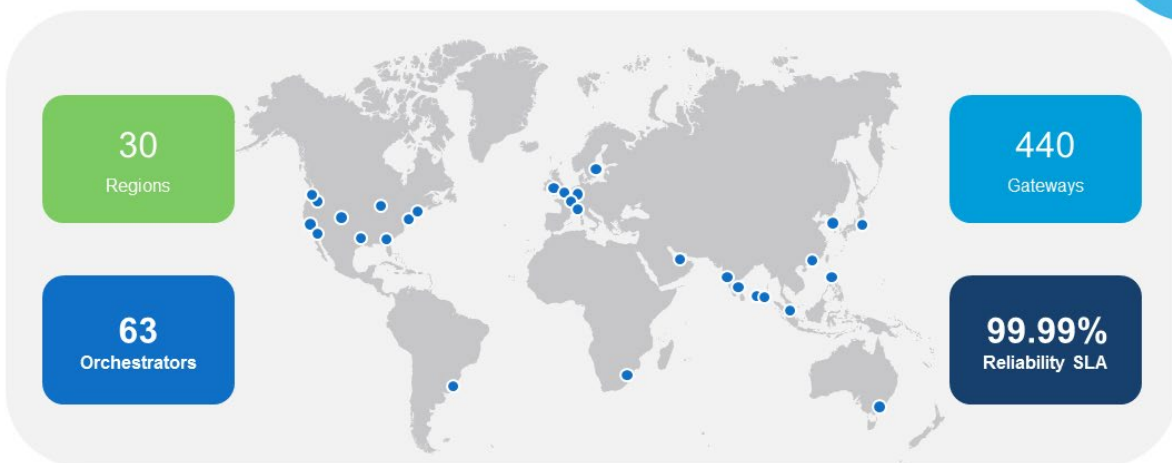 30
Regions
440
Gateways
63
Orchestrators
99.99%
Reliability SLA